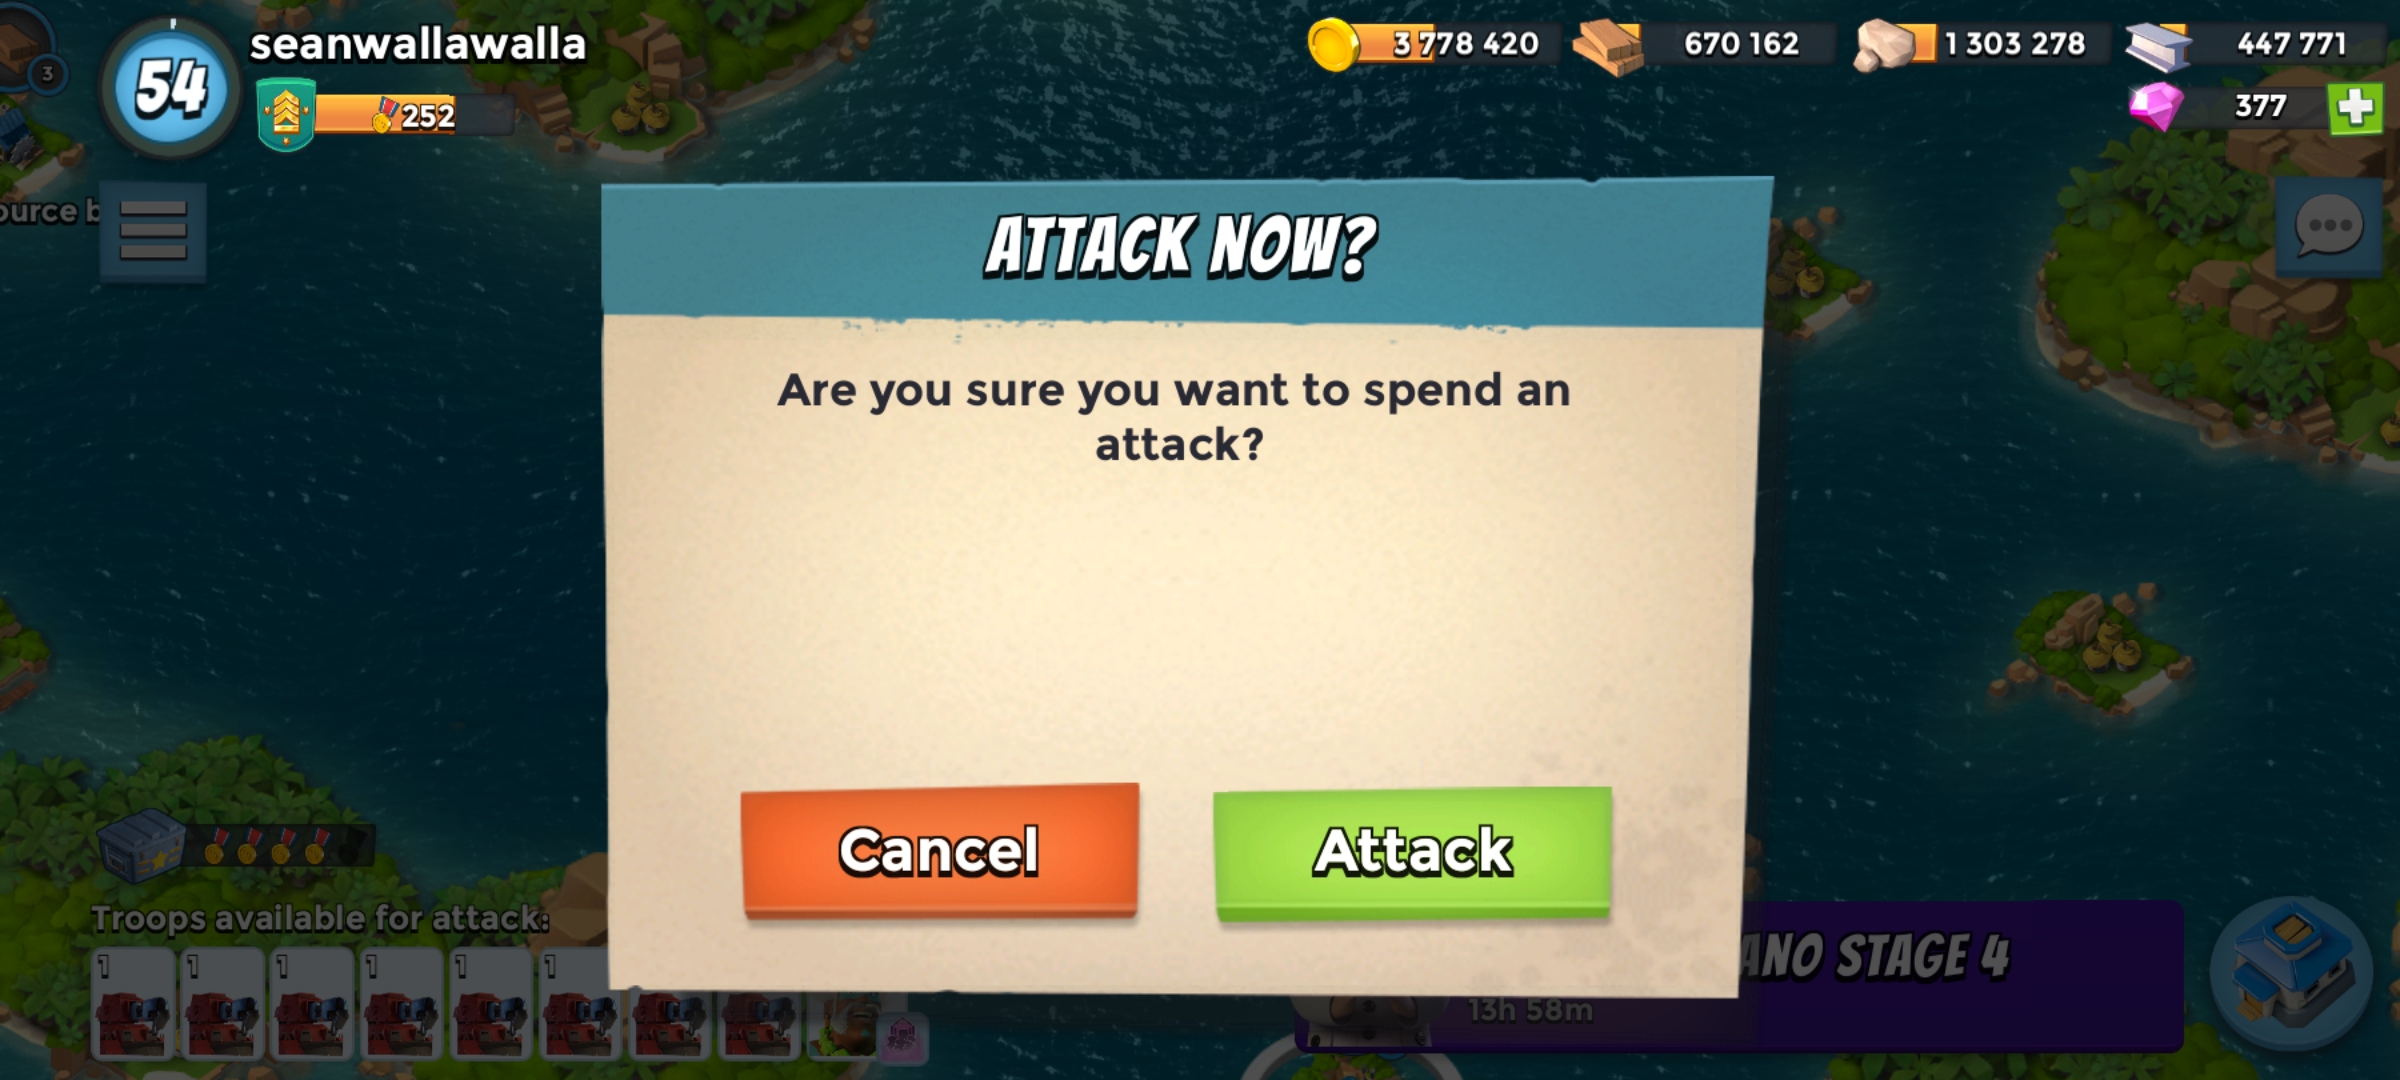 3
54
seanwallawalla
252
3 778 420
670 162
1 303 278
447 771
377
ource b
ATTACK NOW?
Are you sure you want to spend an
attack?
Cancel
Attack
Troops available for attack:
1 1 1 1 1 1
ANO STAGE 4
13h 58m